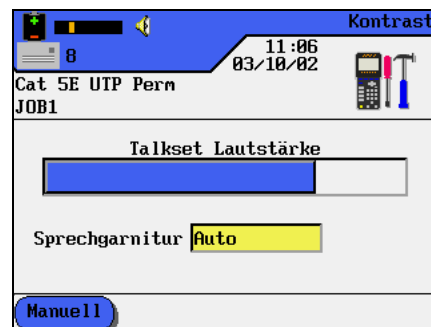 Kontrast
8
11:06
03/10/02
Cat 5E UTP Perm
JOB1
Talkset Lautstärke
Sprechgarnitur Auto
Manuell